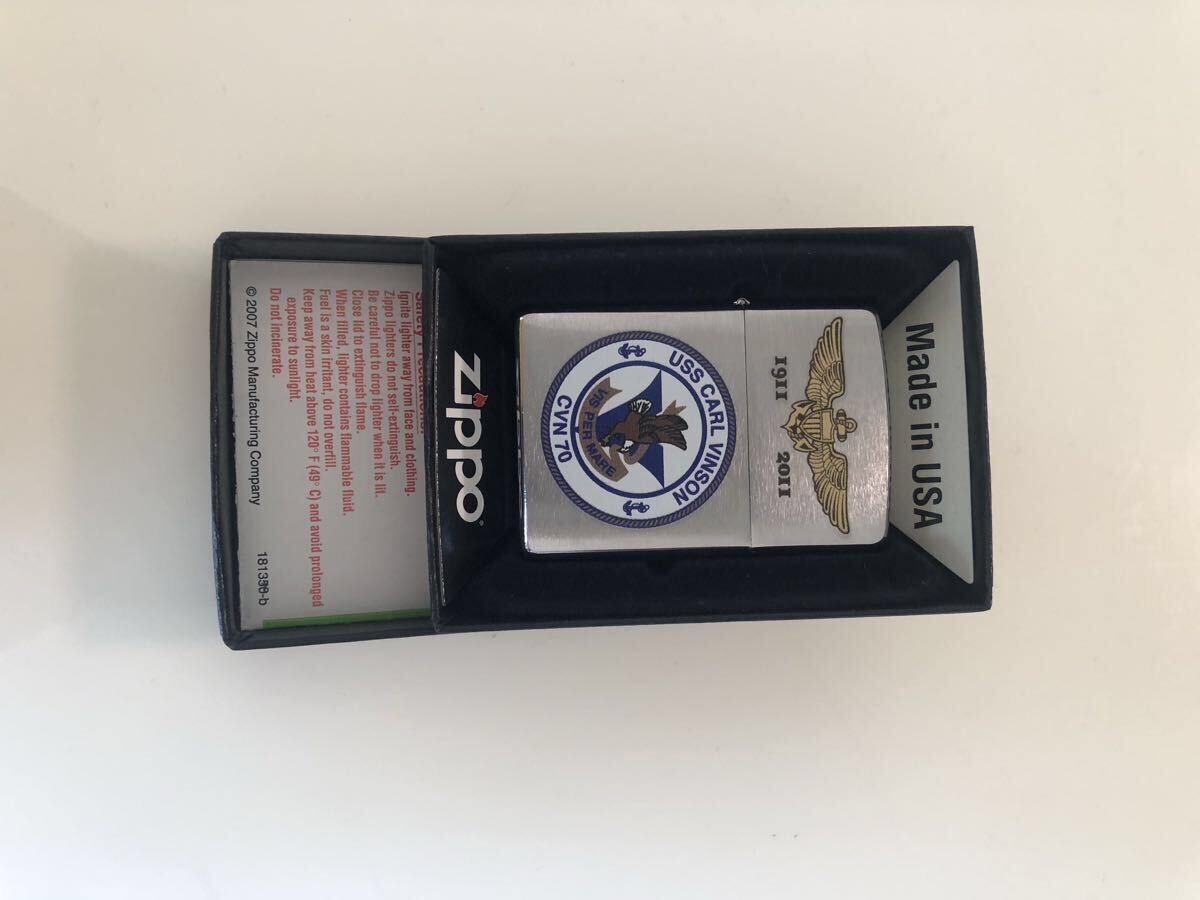 Made in USA
1911 2011
USS CARL VINSON
VIS PER MARE
CVN 70
Zippo
Safety Precautions:
Ignite lighter away from face and clothing.
Zippo lighters do not self-extinguish.
Be careful not to drop lighter when it is lit.
Close lid to extinguish flame.
When filled, lighter contains flammable fluid.
Fuel is a skin irritant, do not overfill.
Keep away from heat above 120° F (49° C) and avoid prolonged
exposure to sunlight.
Do not incinerate.
© 2007 Zippo Manufacturing Company